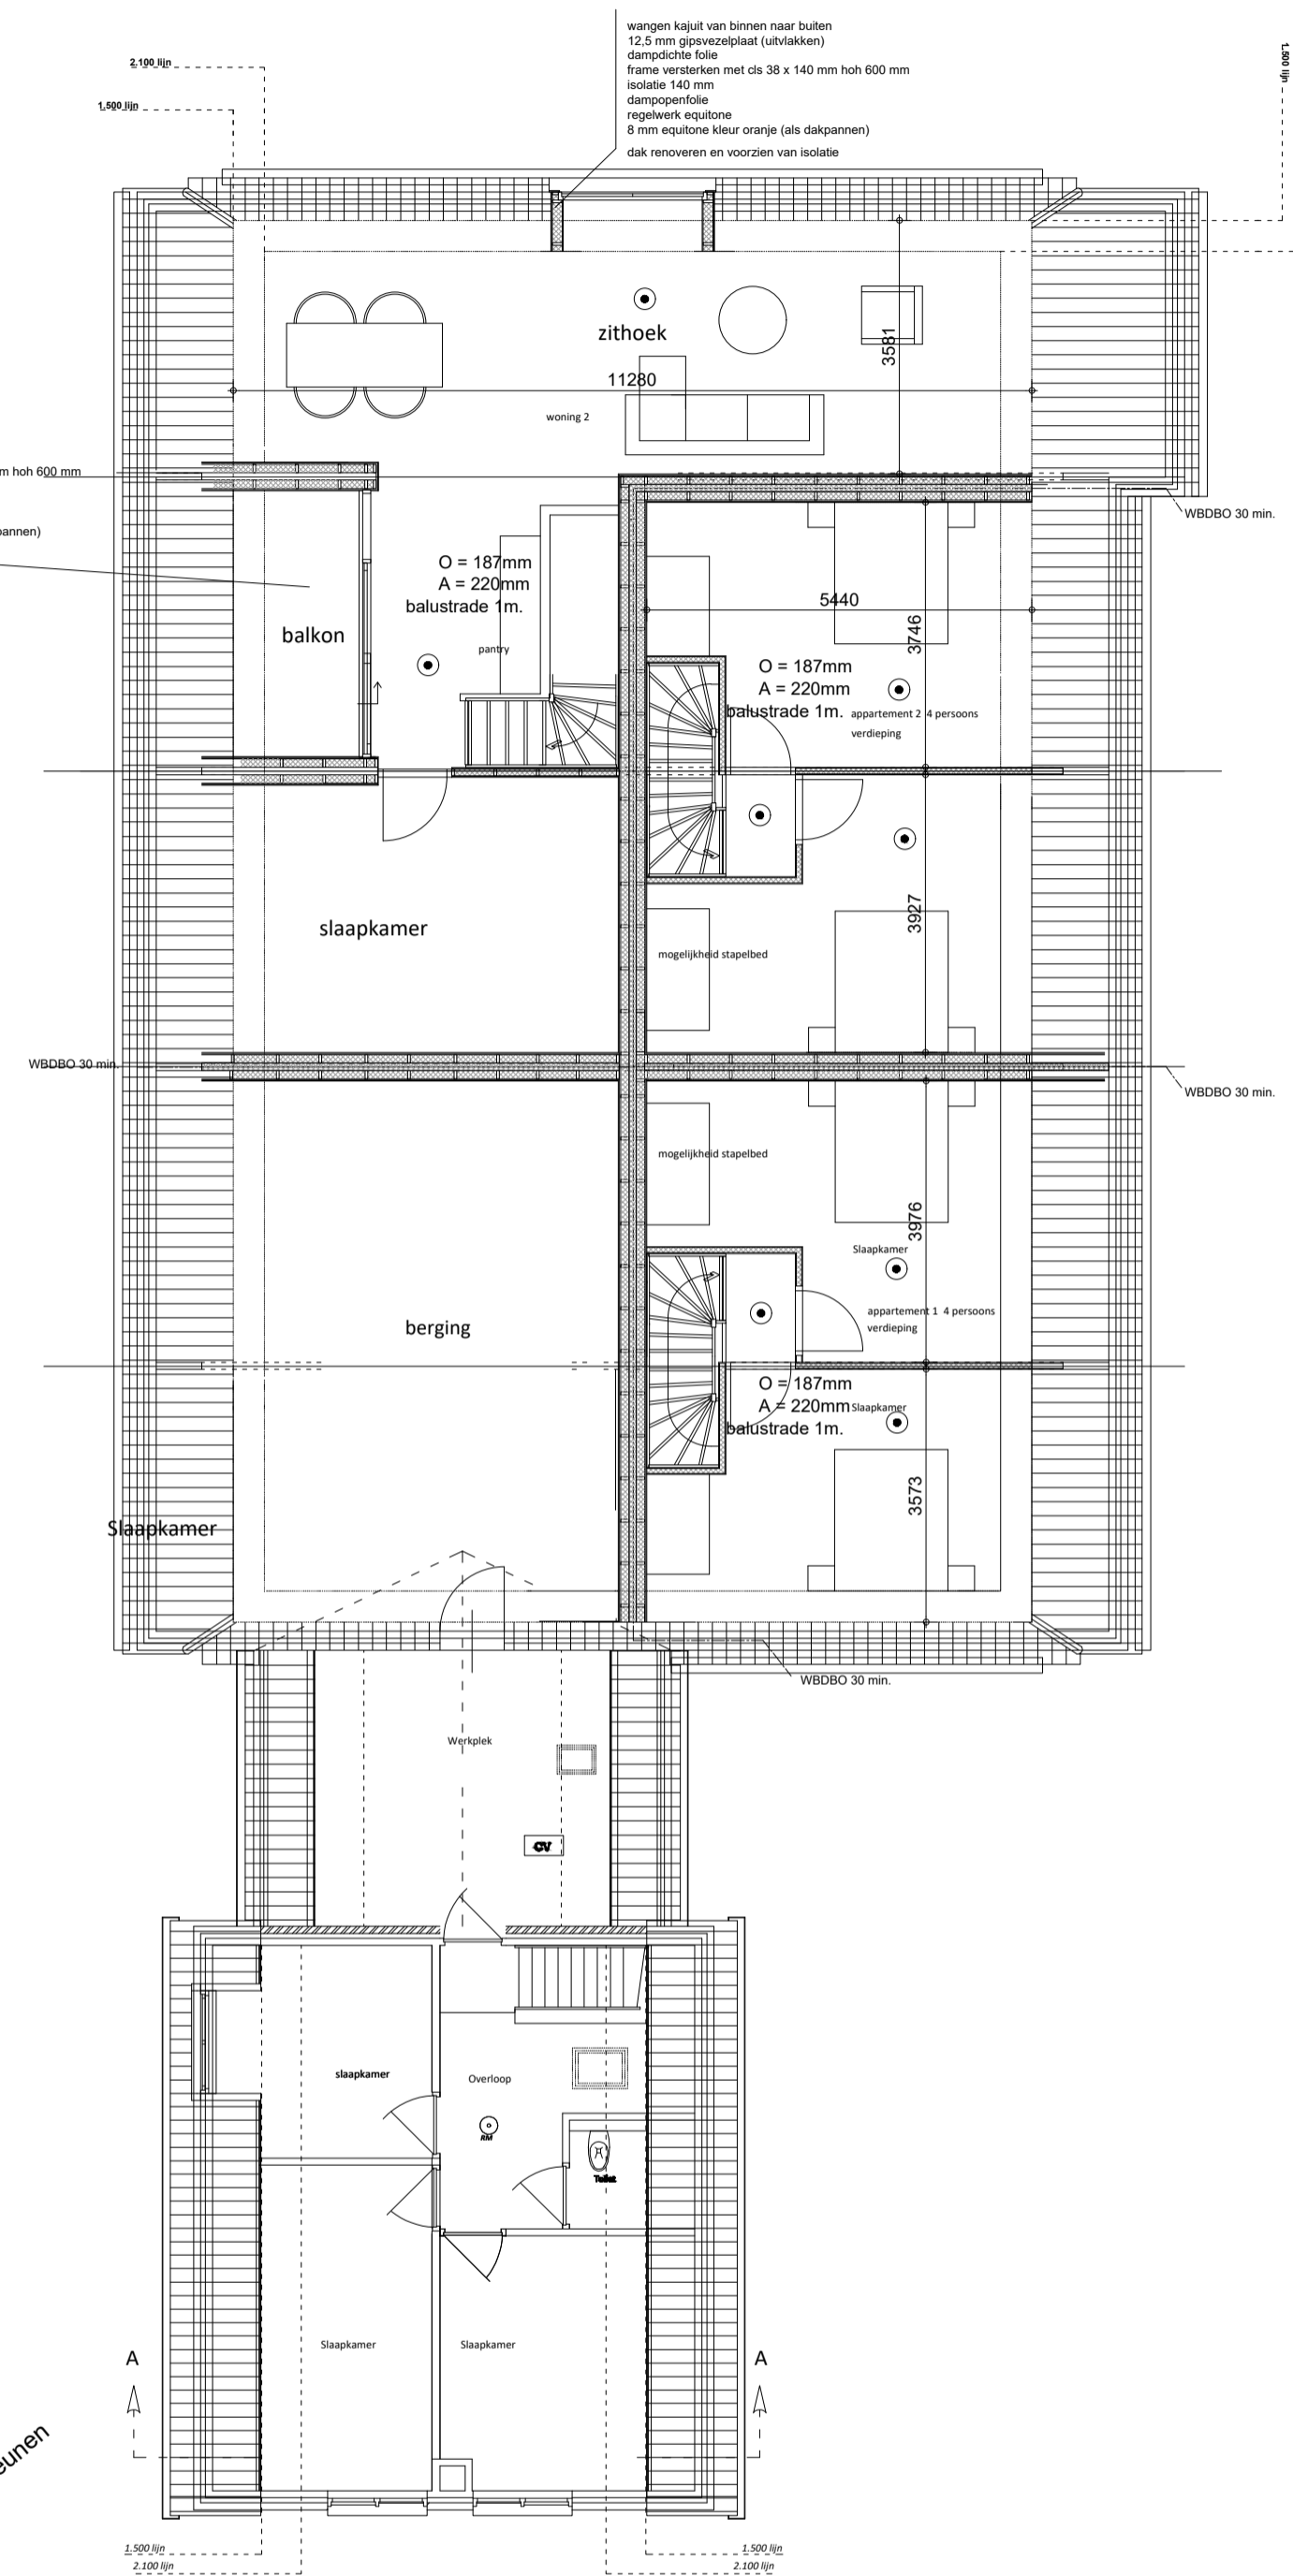 wangen kajuit van binnen naar buiten
12,5 mm gipsvezelplaat (uitvlakken)
dampdichte folie
frame versterken met cls 38 x 140 mm hoh 600 mm
isolatie 140 mm
dampopenfolie
regelwerk equitone
8 mm equitone kleur oranje (als dakpannen)
dak renoveren en voorzien van isolatie
2.100 lijn
1.500 lijn
1.500 lijn
zithoek
3581
11280
woning 2
m hoh 600 mm
WBDBO 30 min.
pannen)
O = 187mm
A = 220mm
balustrade 1m.
5440
3746
balkon
pantry
O = 187mm
A = 220mm
balustrade 1m.
appartement 2 4 persoons
verdieping
slaapkamer
3927
mogelijkheid stapelbed
WBDBO 30 min.
WBDBO 30 min.
mogelijkheid stapelbed
3976
Slaapkamer
appartement 1 4 persoons
verdieping
berging
O = 187mm
A = 220mm
Slaapkamer
balustrade 1m.
3573
Slaapkamer
WBDBO 30 min.
Werkplek
CV
slaapkamer
Overloop
RM
Toilet
Slaapkamer
Slaapkamer
A
A
eunen
1.500 lijn
2.100 lijn
1.500 lijn
2.100 lijn